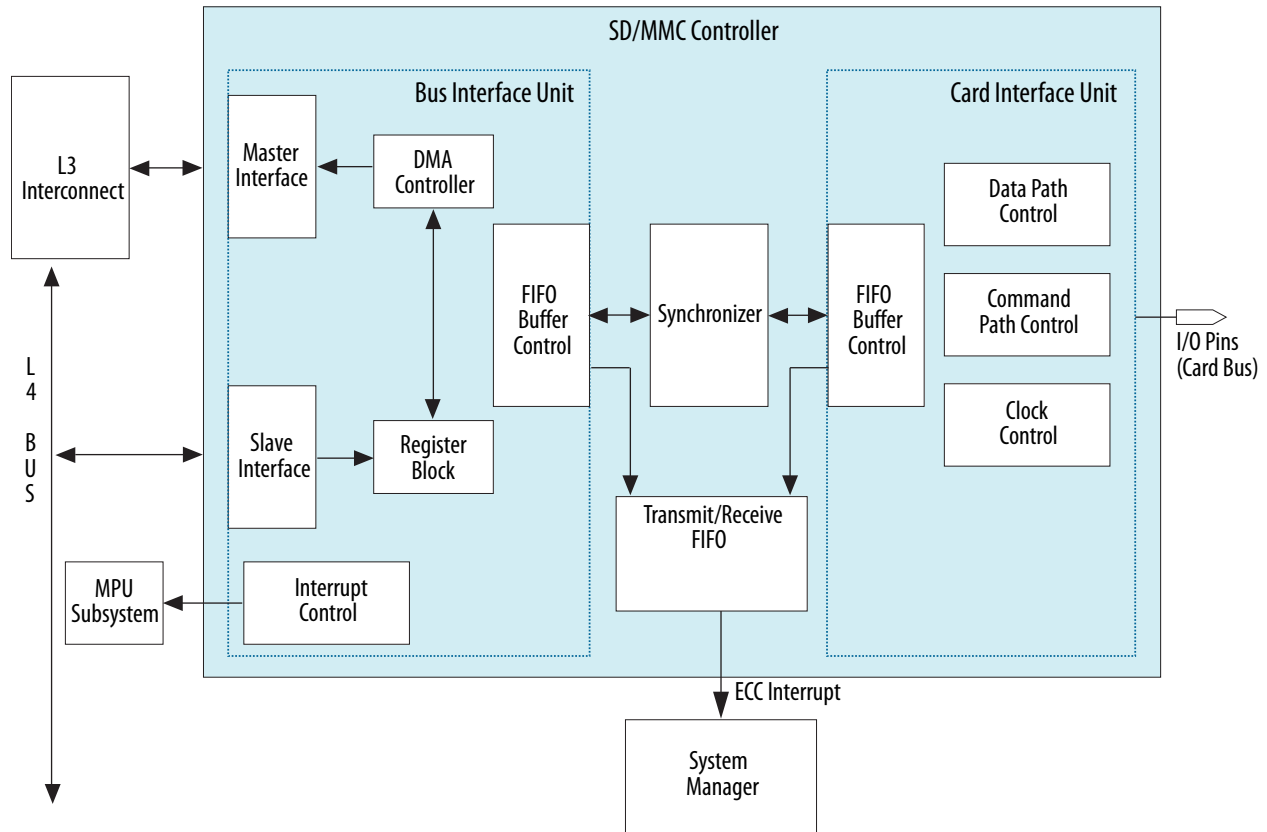 SD/MMC Controller
Bus Interface Unit
Card Interface Unit
L3
Interconnect
Master
Interface
DMA
Controller
Data Path
Control
FIFO
Buffer
Control
Synchronizer
FIFO
Buffer
Control
Command
Path Control
I/O Pins
(Card Bus)
L
4
B
U
S
Slave
Interface
Register
Block
Clock
Control
Transmit/Receive
FIFO
MPU
Subsystem
Interrupt
Control
ECC Interrupt
System
Manager